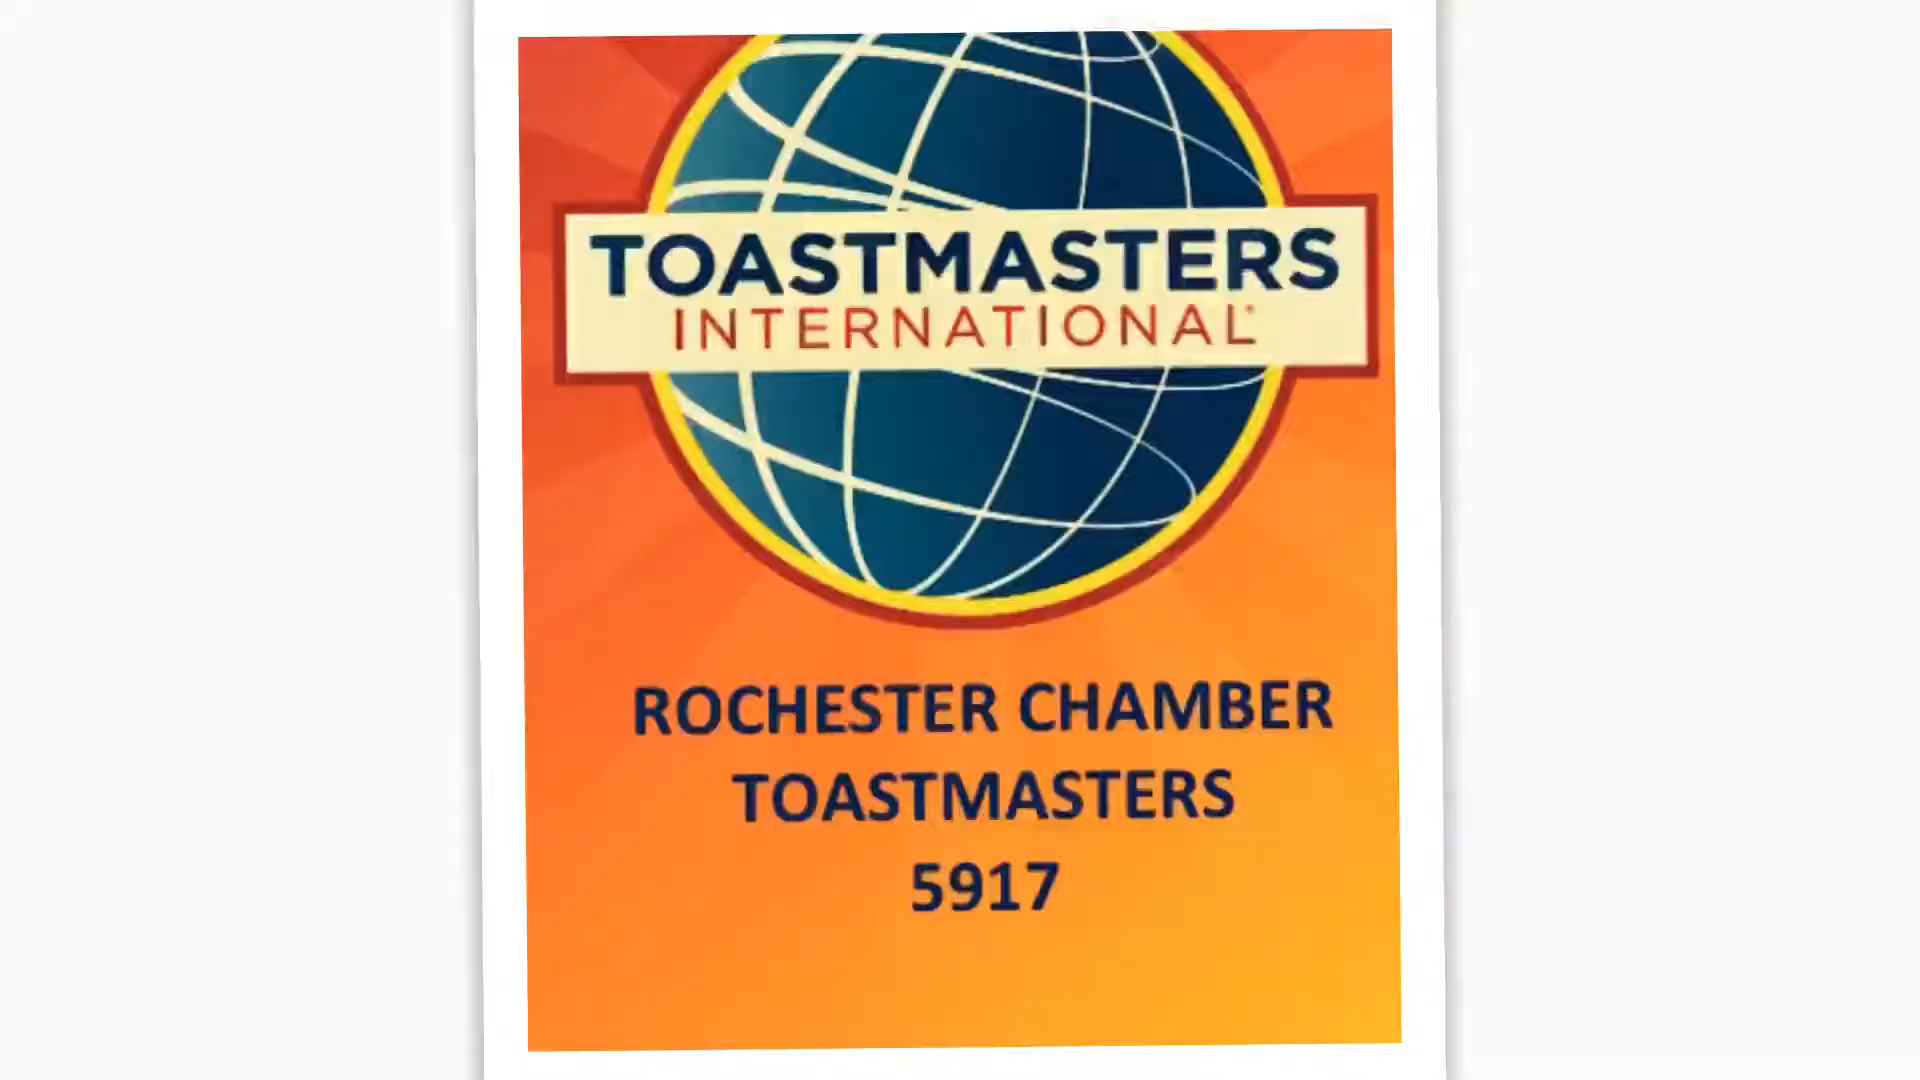 TOASTMASTERS
INTERNATIONAL®
ROCHESTER CHAMBER
TOASTMASTERS
5917